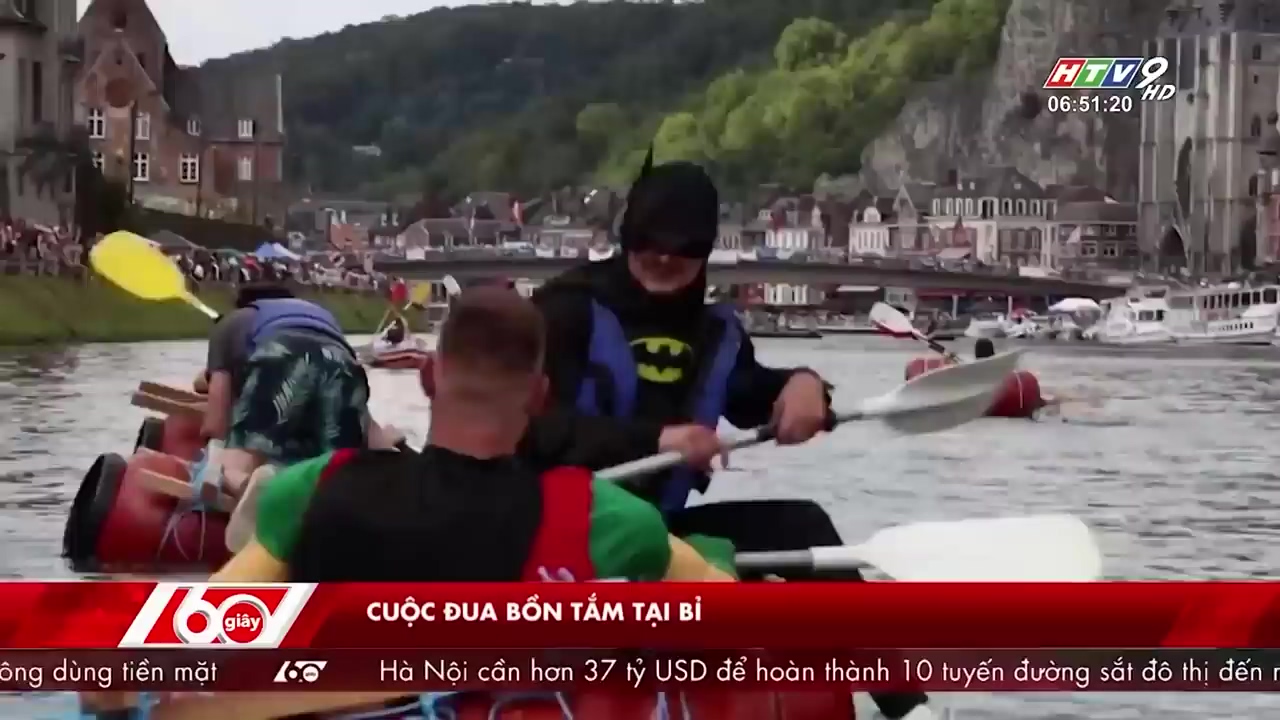 HTV9 HD
06:51:20
60 giây
CUỘC ĐUA BỒN TẮM TẠI BỈ
ông dùng tiền mặt 60 Hà Nội cần hơn 37 tỷ USD để hoàn thành 10 tuyến đường sắt đô thị đến